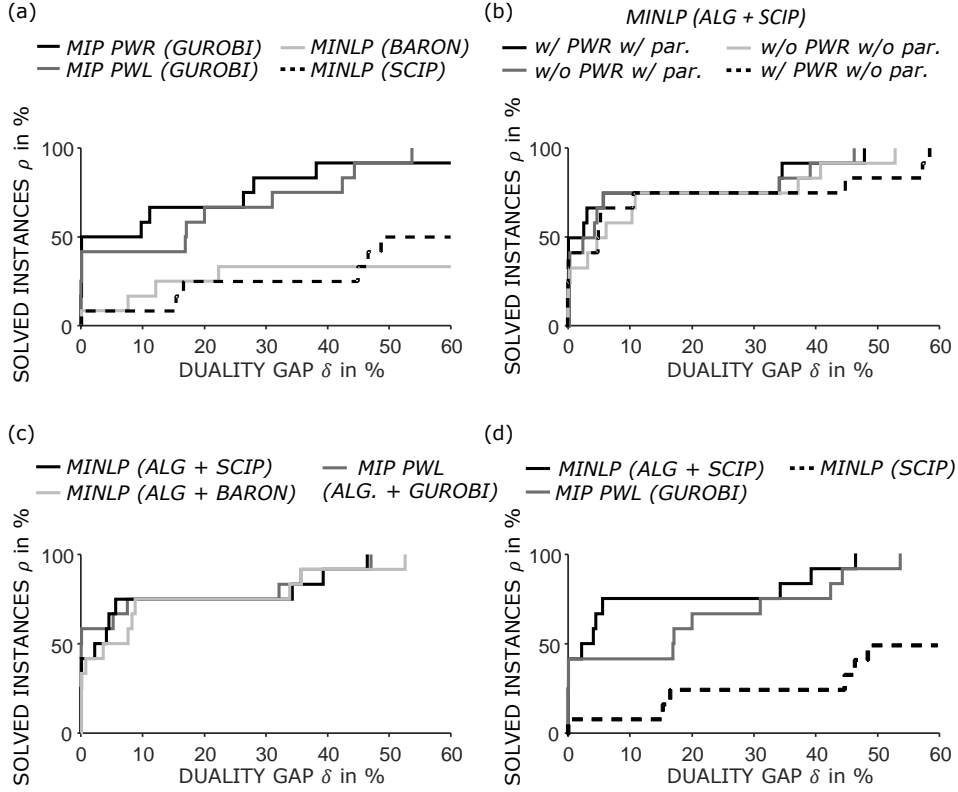 (a)
MIP PWR (GUROBI)
MINLP (BARON)
MIP PWL (GUROBI)
MINLP (SCIP)
SOLVED INSTANCES ρ in %
100
50
0
0 10 20 30 40 50 60
DUALITY GAP δ in %
(b)
MINLP (ALG + SCIP)
w/ PWR w/ par.
w/o PWR w/o par.
w/o PWR w/ par.
w/ PWR w/o par.
SOLVED INSTANCES ρ in %
100
50
0
0 10 20 30 40 50 60
DUALITY GAP δ in %
(c)
MINLP (ALG + SCIP)
MINLP (ALG + BARON)
MIP PWL
(ALG. + GUROBI)
SOLVED INSTANCES ρ in %
100
50
0
0 10 20 30 40 50 60
DUALITY GAP δ in %
(d)
MINLP (ALG + SCIP)
MINLP (SCIP)
MIP PWL (GUROBI)
SOLVED INSTANCES ρ in %
100
50
0
0 10 20 30 40 50 60
DUALITY GAP δ in %